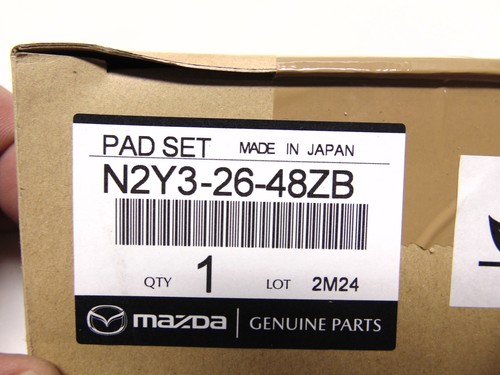 PAD SET MADE IN JAPAN
N2Y3-26-48ZB
QTY 1 LOT 2M24
mazda GENUINE PARTS